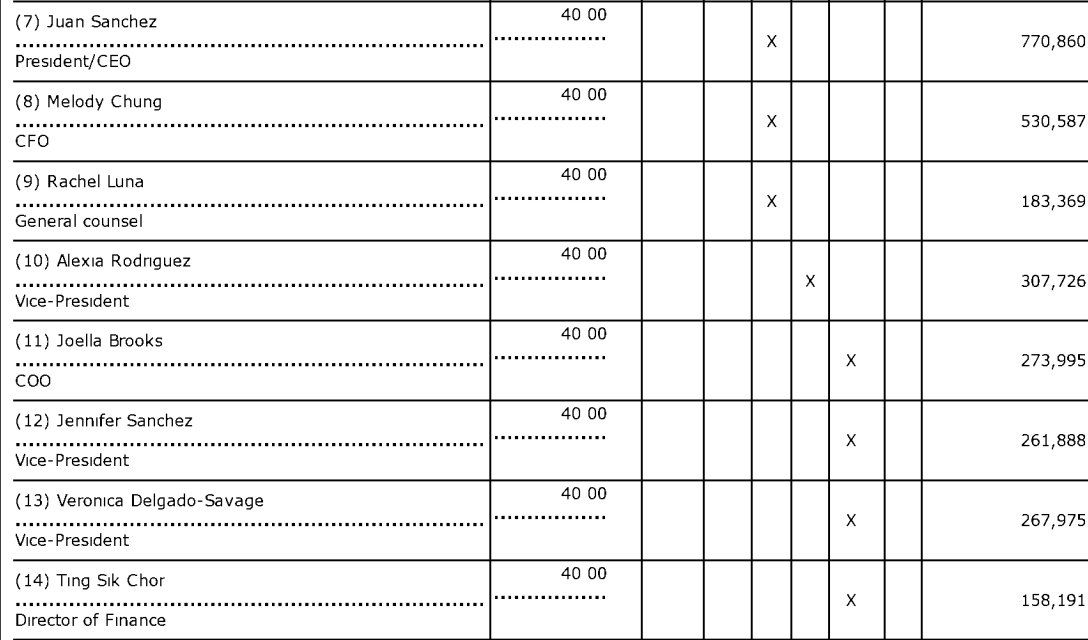 (7) Juan Sanchez 40 00
X 770,860
President/CEO
(8) Melody Chung 40 00
X 530,587
CFO
(9) Rachel Luna 40 00
X 183,369
General counsel
(10) Alexia Rodriguez 40 00
X 307,726
Vice-President
(11) Joella Brooks 40 00
X 273,995
COO
(12) Jennifer Sanchez 40 00
X 261,888
Vice-President
(13) Veronica Delgado-Savage 40 00
X 267,975
Vice-President
(14) Ting Sik Chor 40 00
X 158,191
Director of Finance